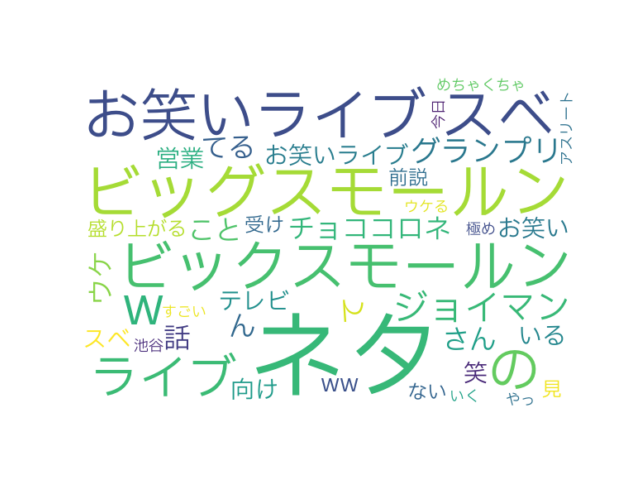 めちゃくちゃ
お笑いライブ
今日
スベ
アスリート
営業
てる
お笑いライブ
グランプリ
ビッグスモールン
前説
ウケる
盛り上がる
こと
受け
チョココロネ
極め
お笑い
ビックスモールン
ウケ
w
すごい
テレビ
ん
て
ジョイマン
スベ
池谷
話
ネタ
さん
いる
ライブ
向け
ww
笑
の
ない
いく
やっ
見